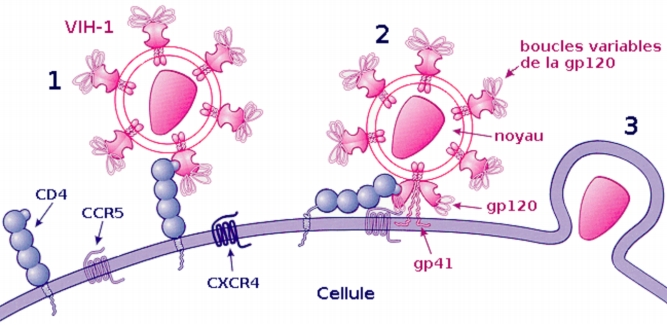 VIH-1
1
2
boucles variables
de la gp120
noyau
3
CD4
CCR5
gp120
gp41
CXCR4
Cellule